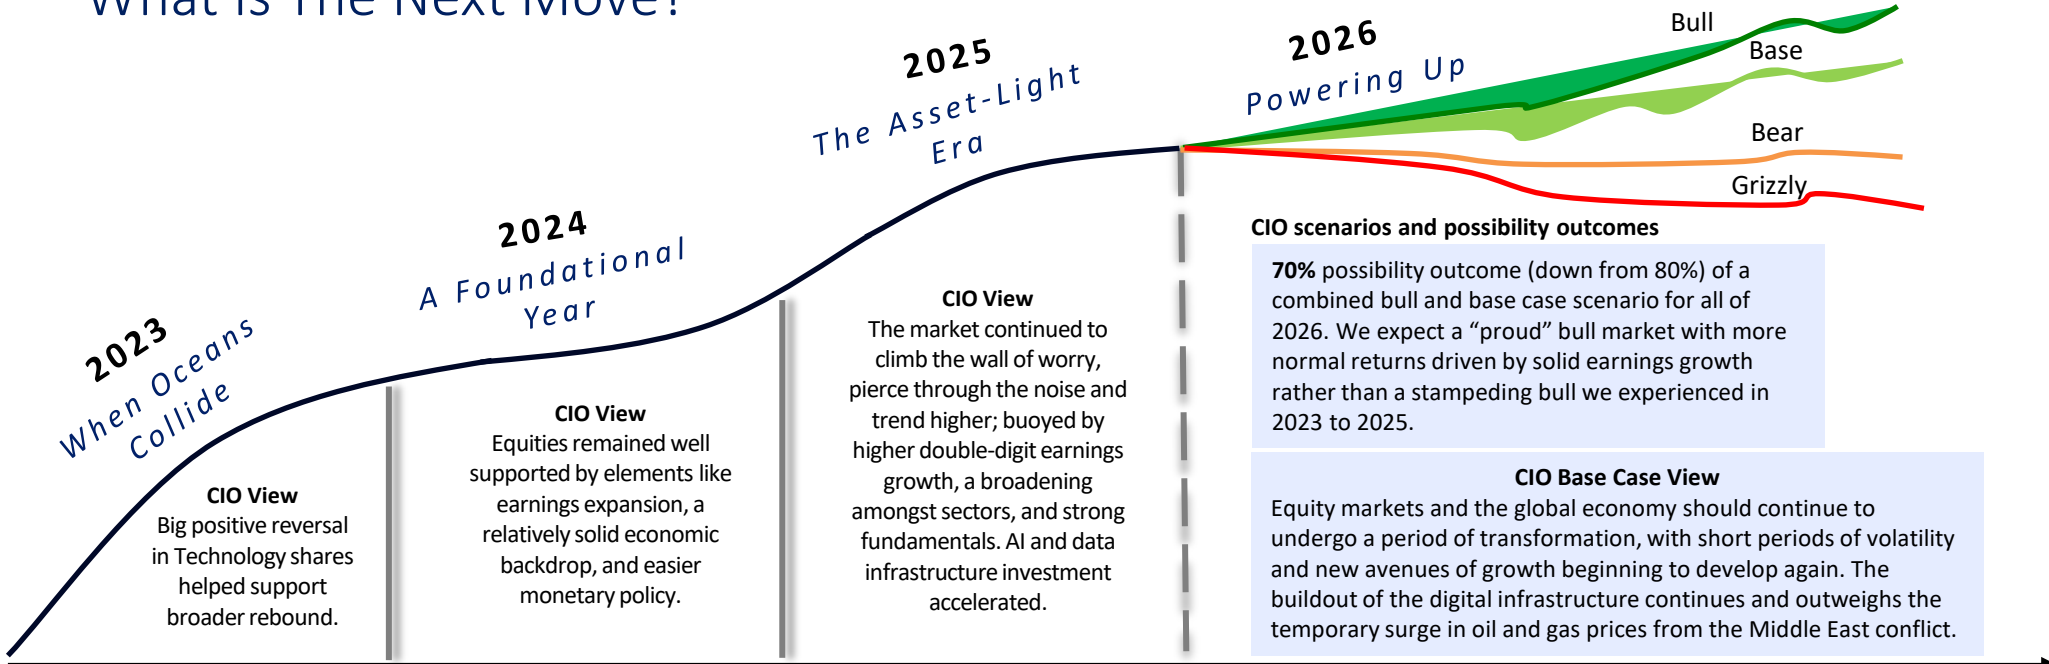 What Is The Next Move?
2023
When Oceans
Collide
CIO View
Big positive reversal
in Technology shares
helped support
broader rebound.
2024
A Foundational
Year
CIO View
Equities remained well
supported by elements like
earnings expansion, a
relatively solid economic
backdrop, and easier
monetary policy.
2025
The Asset-Light
Era
CIO View
The market continued to
climb the wall of worry,
pierce through the noise and
trend higher; buoyed by
higher double-digit earnings
growth, a broadening
amongst sectors, and strong
fundamentals. AI and data
infrastructure investment
accelerated.
2026
Powering Up
Bull
Base
Bear
Grizzly
CIO scenarios and possibility outcomes
70% possibility outcome (down from 80%) of a
combined bull and base case scenario for all of
2026. We expect a “proud” bull market with more
normal returns driven by solid earnings growth
rather than a stampeding bull we experienced in
2023 to 2025.
CIO Base Case View
Equity markets and the global economy should continue to
undergo a period of transformation, with short periods of volatility
and new avenues of growth beginning to develop again. The
buildout of the digital infrastructure continues and outweighs the
temporary surge in oil and gas prices from the Middle East conflict.